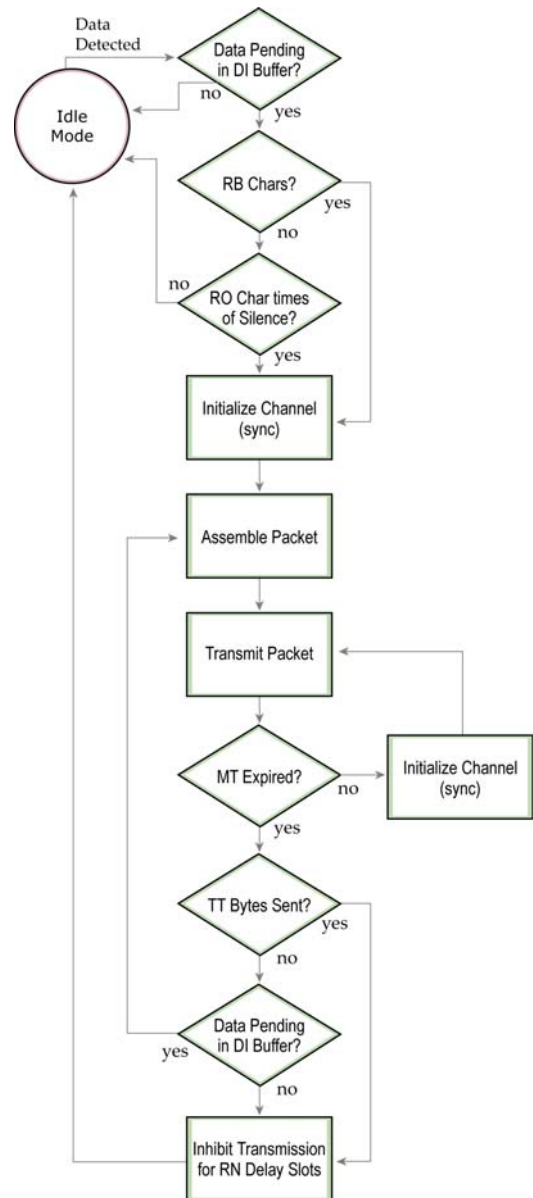 Data
Detected
Data Pending
in DI Buffer?
no
yes
Idle
Mode
RB Chars?
yes
no
no
RO Char times
of Silence?
yes
Initialize Channel
(sync)
Assemble Packet
Transmit Packet
MT Expired?
no
Initialize Channel
(sync)
yes
TT Bytes Sent?
yes
no
Data Pending
in DI Buffer?
yes
no
Inhibit Transmission
for RN Delay Slots